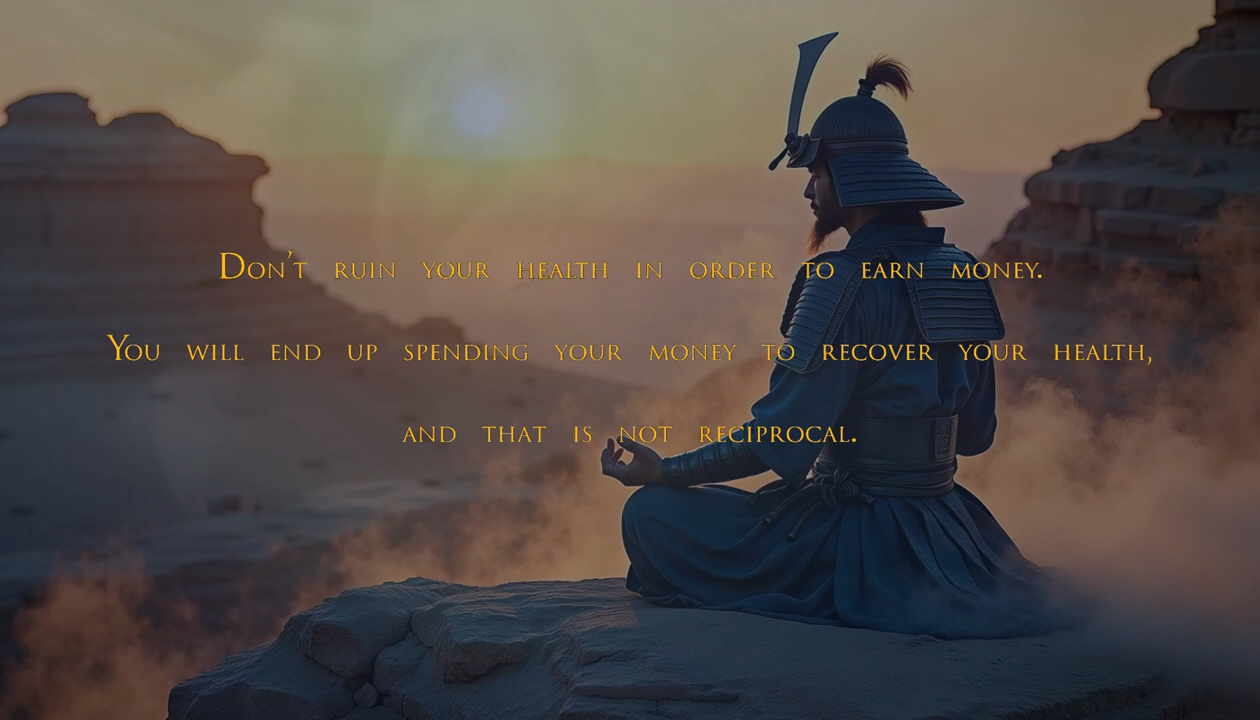 Don't ruin your health in order to earn money.
You will end up spending your money to recover your health,
and that is not reciprocal.